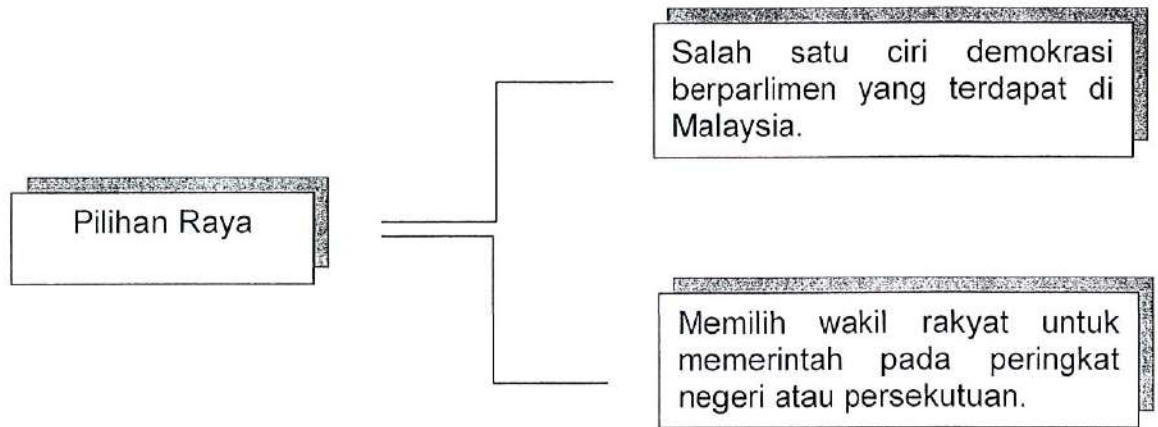 Pilihan Raya
Salah satu ciri demokrasi
berparlimen yang terdapat di
Malaysia.
Memilih wakil rakyat untuk
memerintah pada peringkat
negeri atau persekutuan.